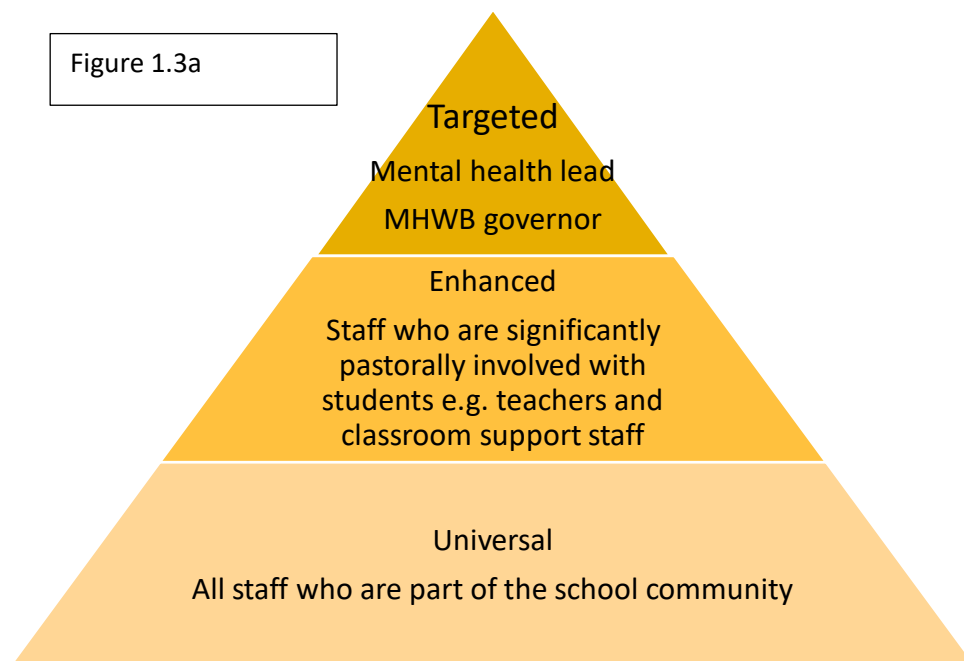 Figure 1.3a
Targeted
Mental health lead
MHWB governor
Enhanced
Staff who are significantly
pastorally involved with
students e.g. teachers and
classroom support staff
Universal
All staff who are part of the school community